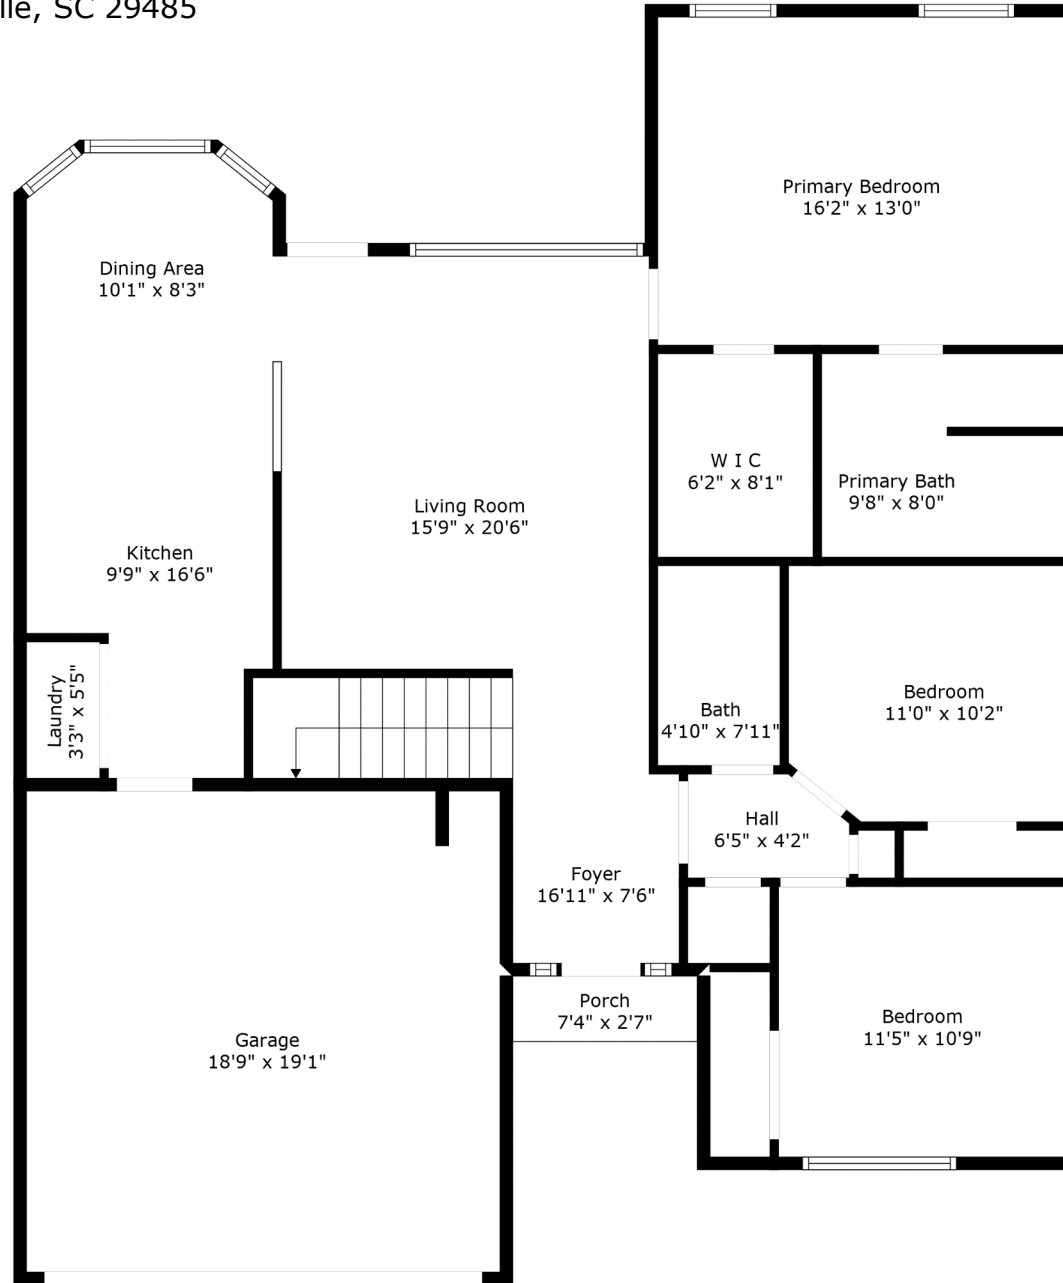 lle, SC 29485
Primary Bedroom
16'2" x 13'0"
Dining Area
10'1" x 8'3"
W I C
6'2" x 8'1"
Primary Bath
9'8" x 8'0"
Living Room
15'9" x 20'6"
Kitchen
9'9" x 16'6"
Laundry
3'3" x 5'5"
Bath
4'10" x 7'11"
Bedroom
11'0" x 10'2"
Hall
6'5" x 4'2"
Foyer
16'11" x 7'6"
Porch
7'4" x 2'7"
Bedroom
11'5" x 10'9"
Garage
18'9" x 19'1"